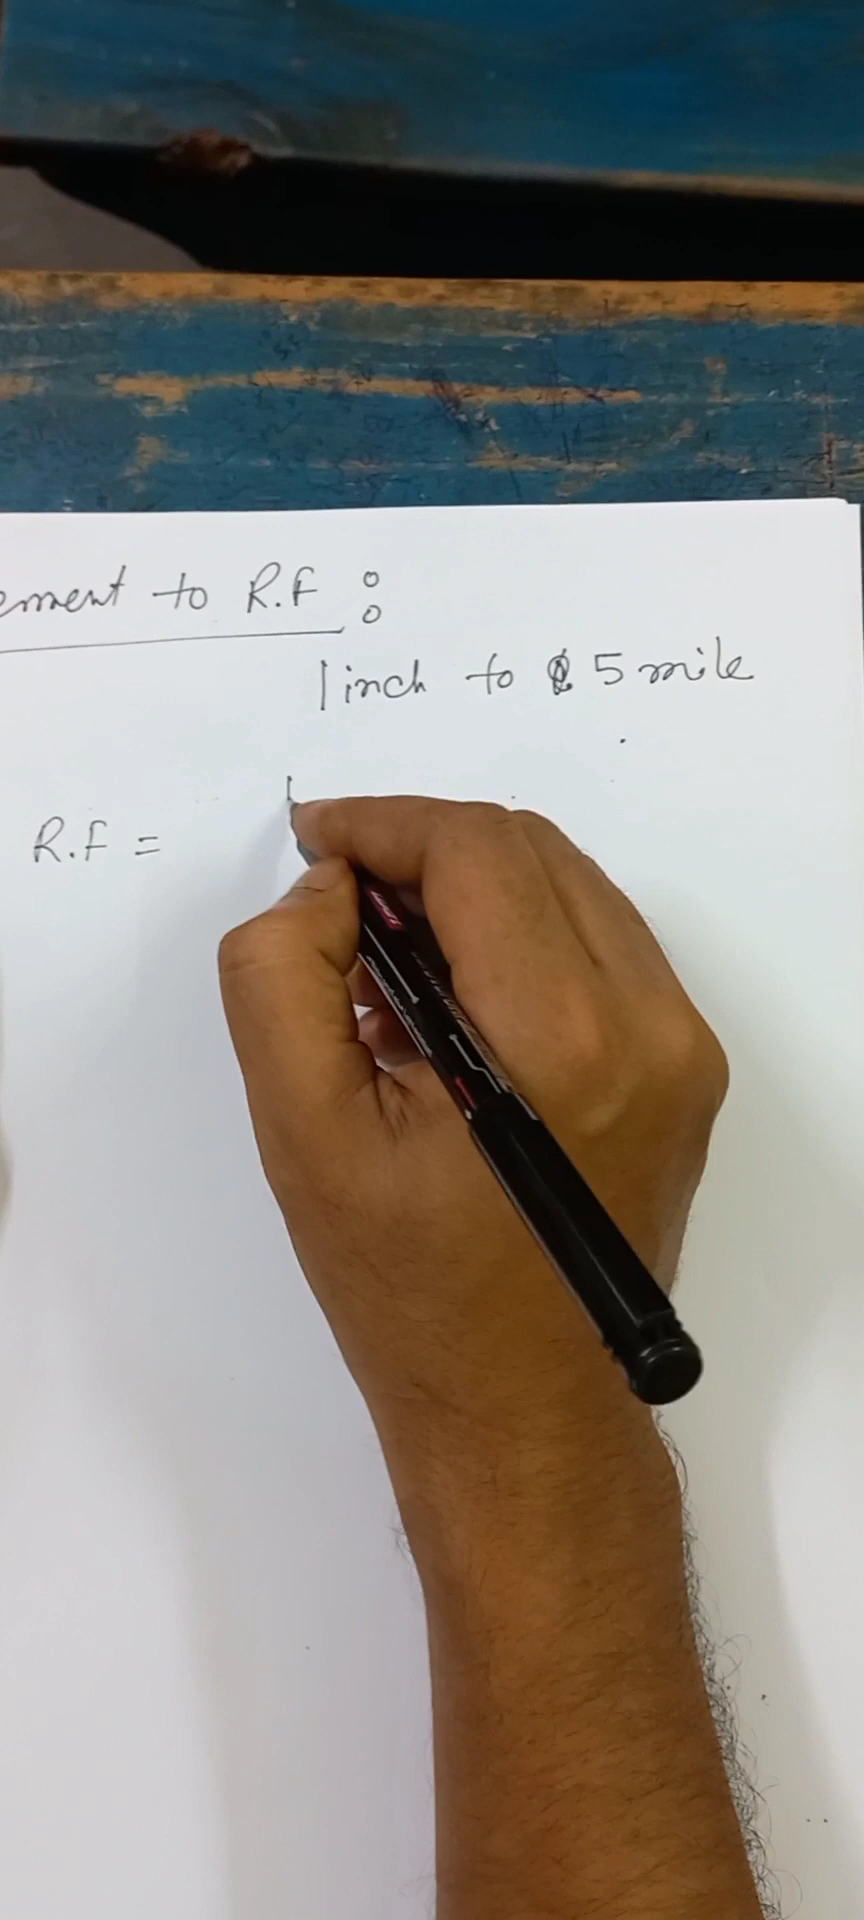 ement to R.F :
1 inch to 5 mile
R.F =